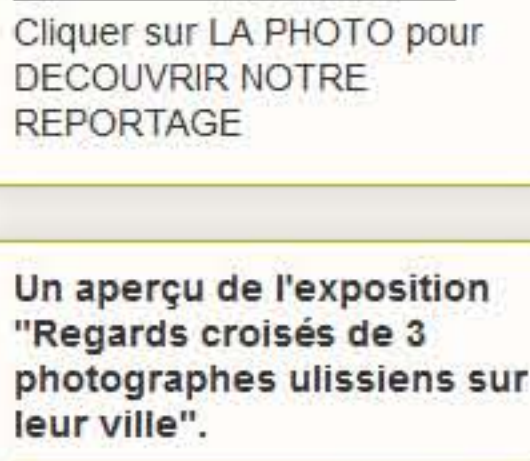 Cliquer sur LA PHOTO pour
DECOUVRIR NOTRE
REPORTAGE
Un aperçu de l'exposition
"Regards croisés de 3
photographes ulissiens sur
leur ville".